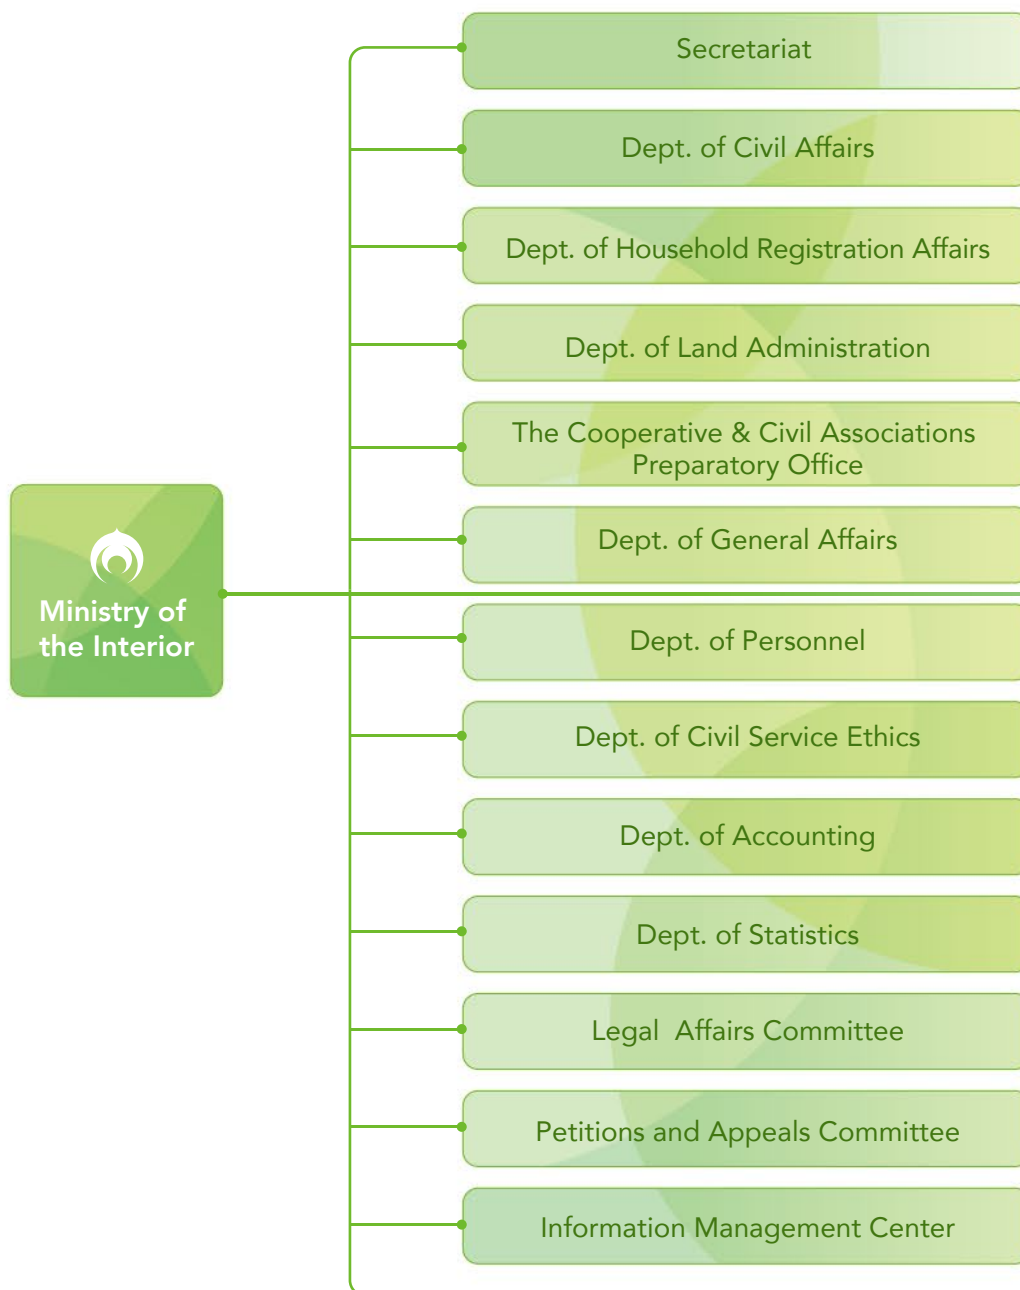 Secretariat
Dept. of Civil Affairs
Dept. of Household Registration Affairs
Dept. of Land Administration
The Cooperative & Civil Associations
Preparatory Office
Dept. of General Affairs
Ministry of
the Interior
Dept. of Personnel
Dept. of Civil Service Ethics
Dept. of Accounting
Dept. of Statistics
Legal  Affairs Committee
Petitions and Appeals Committee
Information Management Center